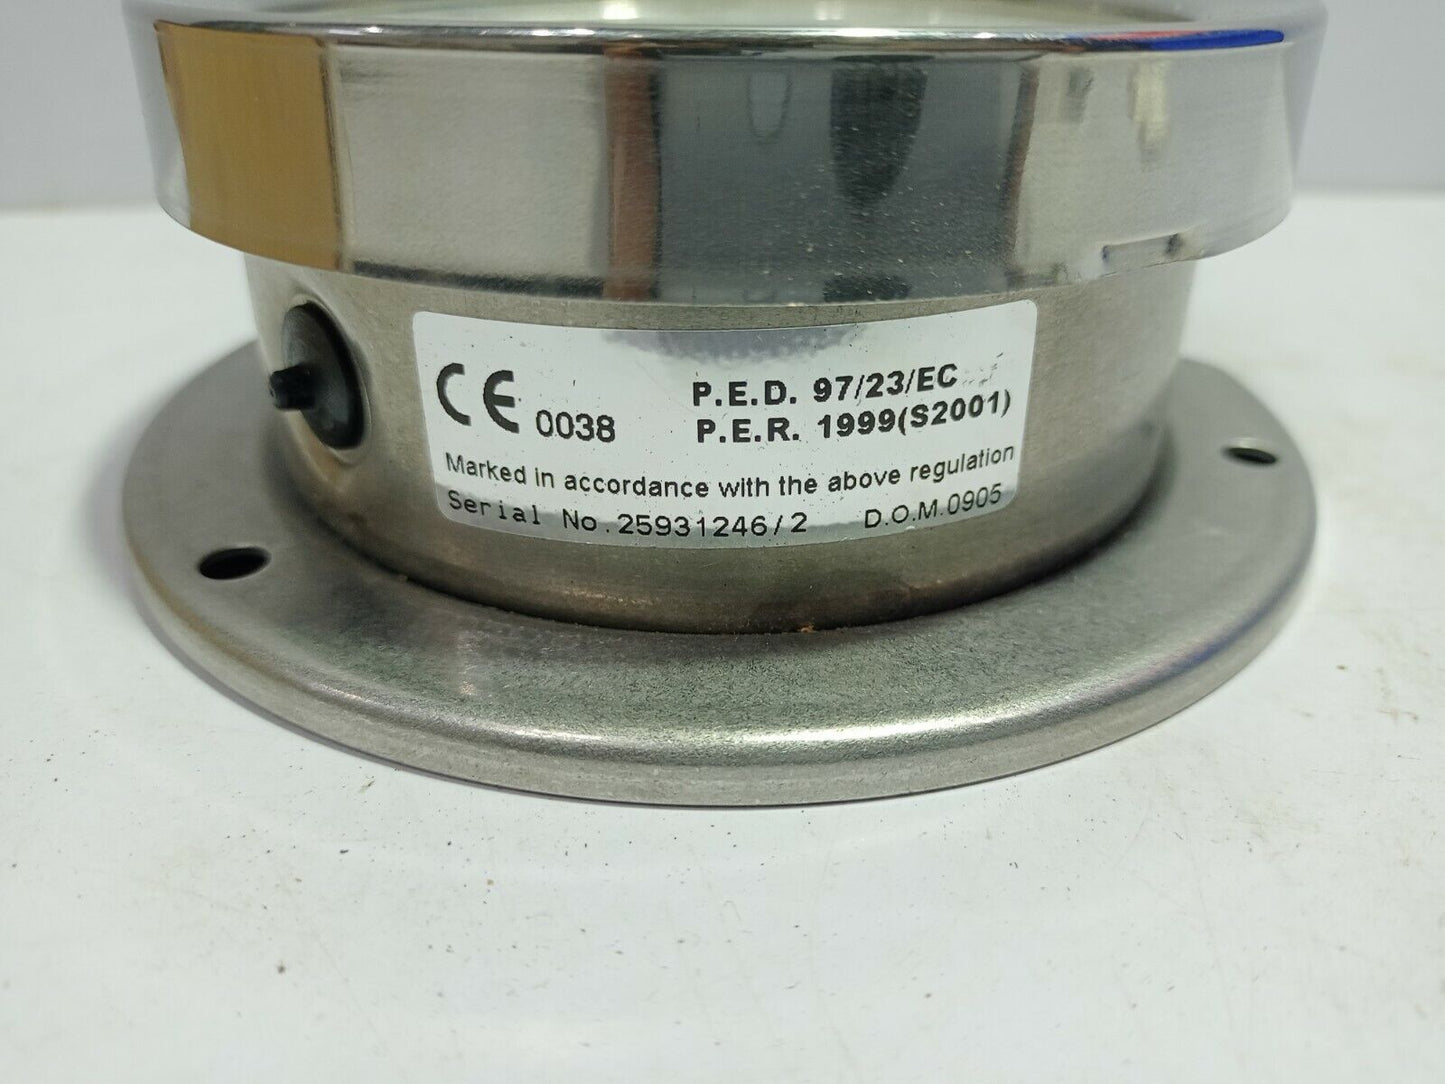 CE 0038
P.E.D. 97/23/EC
P.E.R. 1999(S2001)
Marked in accordance with the above regulation
Serial No.25931246/2 D.O.M.0905